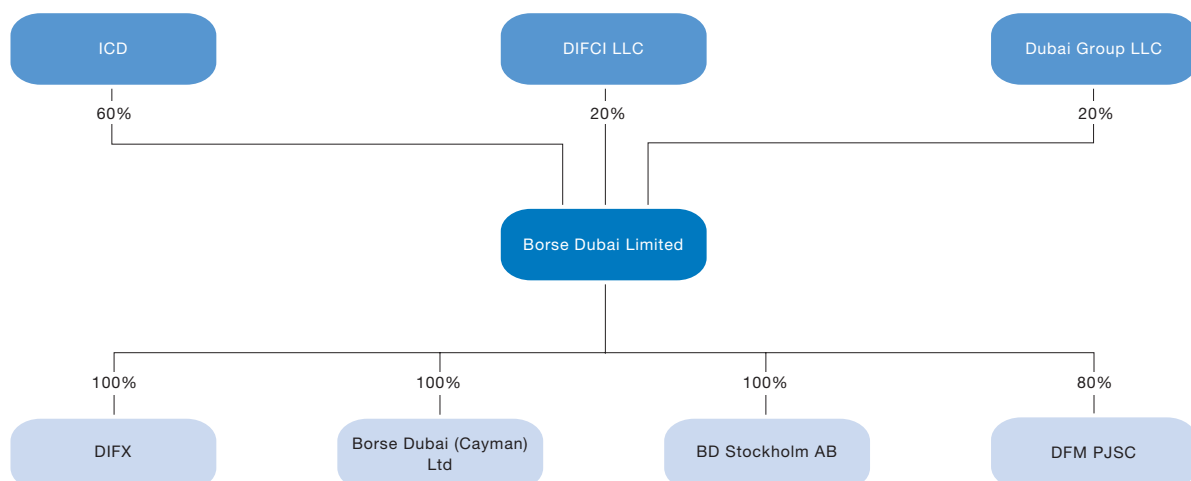 ICD
DIFCI LLC
Dubai Group LLC
60%
20%
20%
Borse Dubai Limited
100%
100%
100%
80%
DIFX
Borse Dubai (Cayman)
Ltd
BD Stockholm AB
DFM PJSC